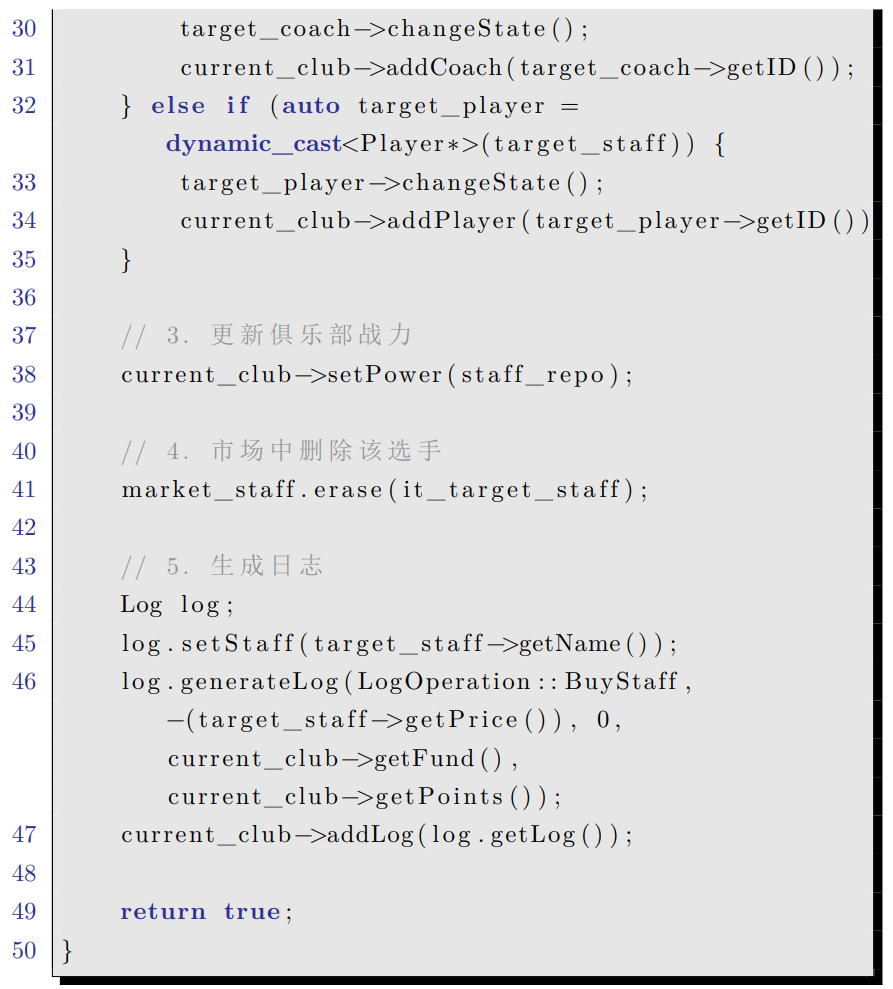 30 target_coach->changeState();
31 current_club->addCoach(target_coach->getID());
32 } else if (auto target_player =
dynamic_cast<Player*>(target_staff)) {
33 target_player->changeState();
34 current_club->addPlayer(target_player->getID())
35 }
36
37 // 3. 更新俱乐部战力
38 current_club->setPower(staff_repo);
39
40 // 4. 市场中删除该选手
41 market_staff.erase(it_target_staff);
42
43 // 5. 生成日志
44 Log log;
45 log.setStaff(target_staff->getName());
46 log.generateLog(LogOperation::BuyStaff,
-(target_staff->getPrice()), 0,
current_club->getFund(),
current_club->getPoints());
47 current_club->addLog(log.getLog());
48
49 return true;
50 }